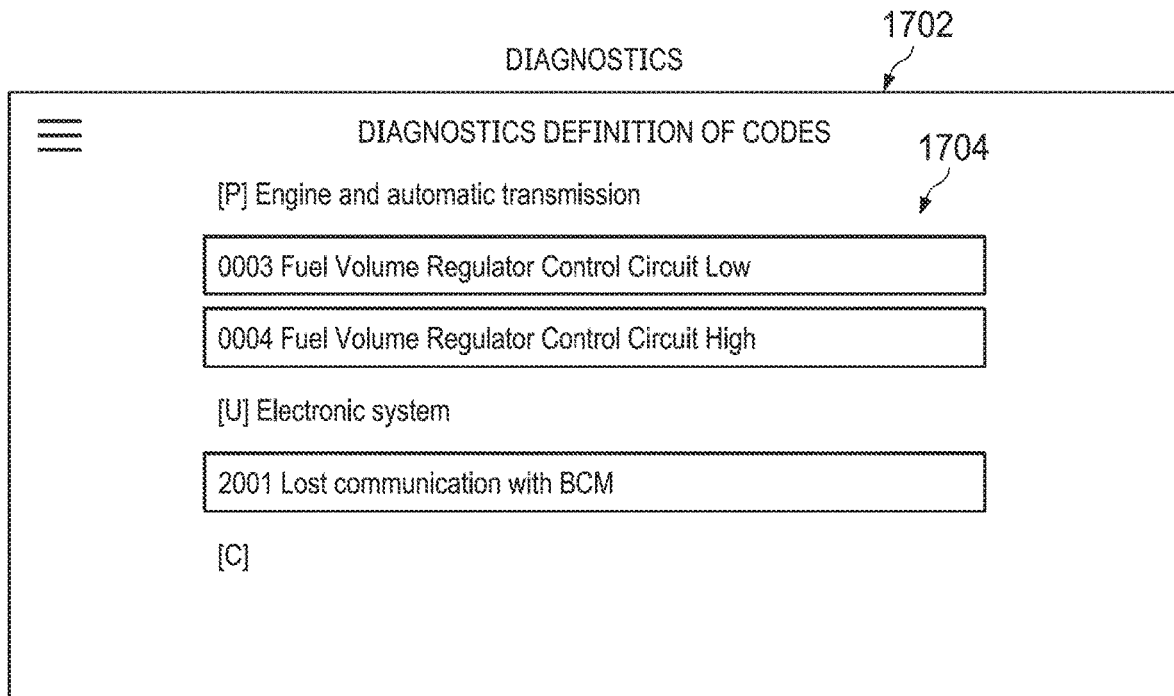 1702
DIAGNOSTICS
DIAGNOSTICS DEFINITION OF CODES
1704
[P] Engine and automatic transmission
0003 Fuel Volume Regulator Control Circuit Low
0004 Fuel Volume Regulator Control Circuit High
[U] Electronic system
2001 Lost communication with BCM
[C]